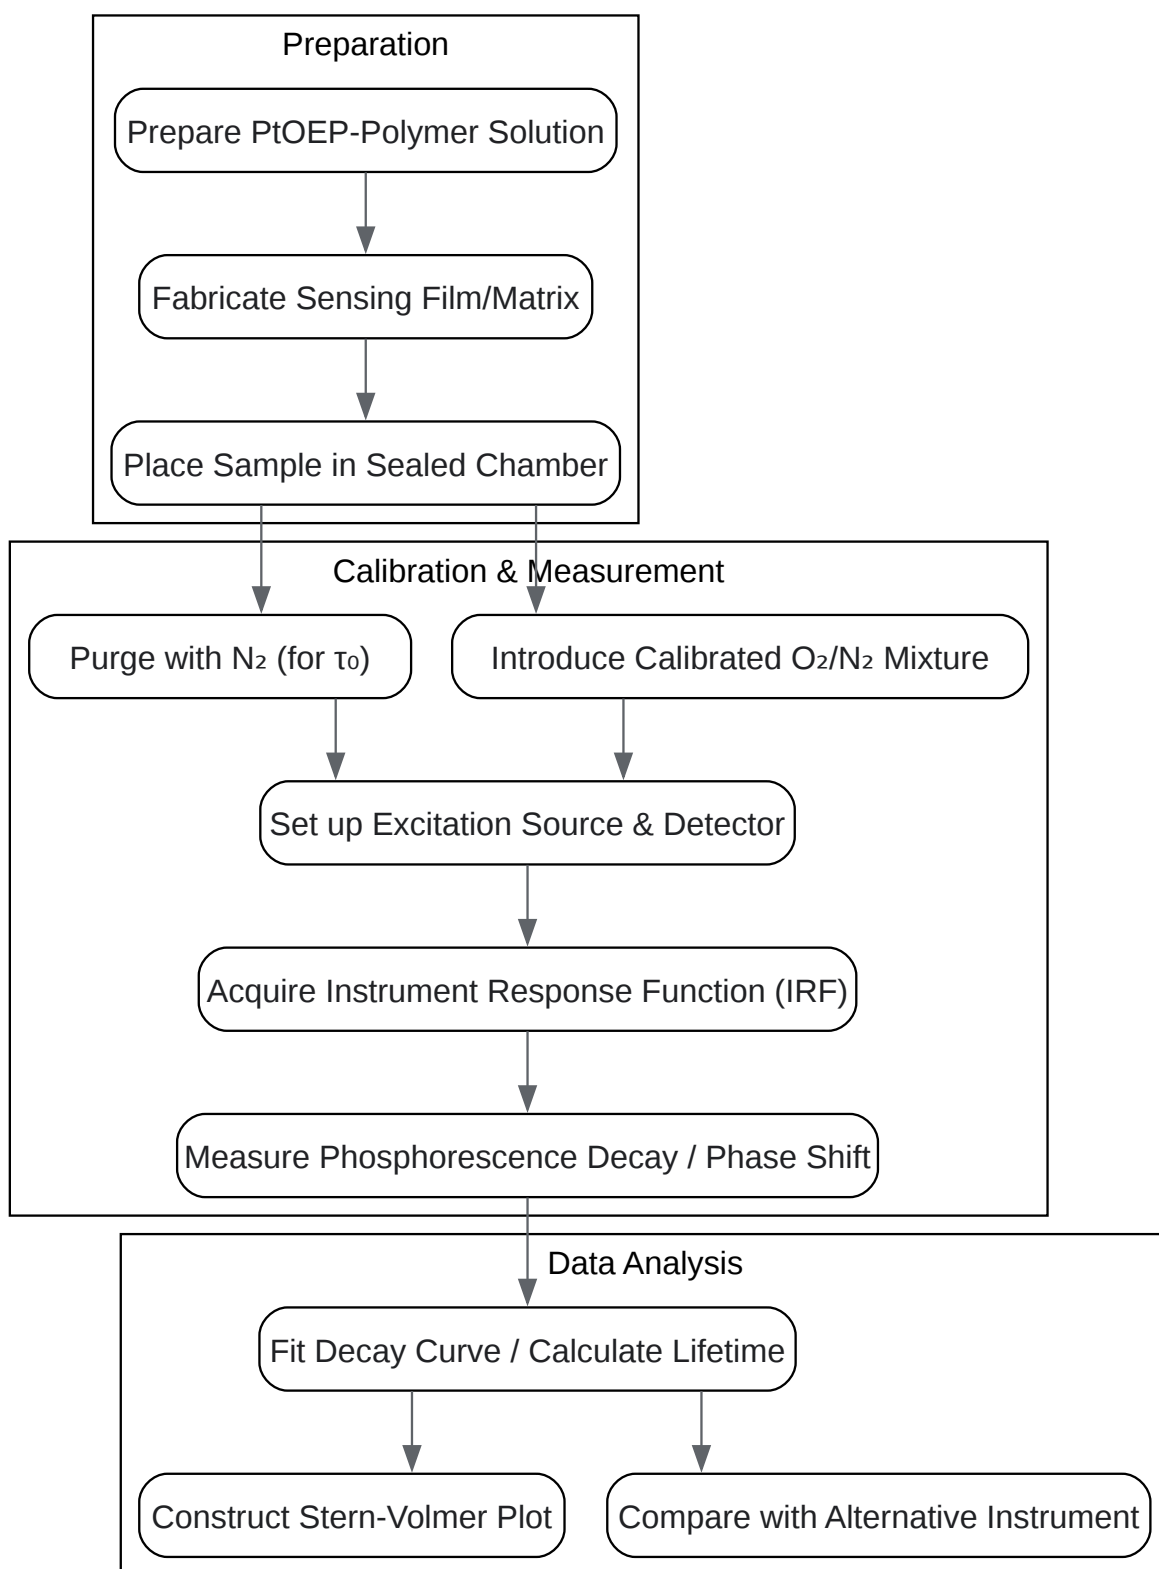 Preparation
Prepare PtOEP-Polymer Solution
Fabricate Sensing Film/Matrix
Place Sample in Sealed Chamber
Calibration & Measurement
Purge with N₂ (for τ₀)
Introduce Calibrated O₂/N₂ Mixture
Set up Excitation Source & Detector
Acquire Instrument Response Function (IRF)
Measure Phosphorescence Decay / Phase Shift
Data Analysis
Fit Decay Curve / Calculate Lifetime
Construct Stern-Volmer Plot
Compare with Alternative Instrument